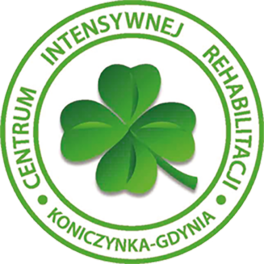 • CENTRUM INTENSYWNEJ REHABILITACJI •
KONICZYNKA-GDYNIA